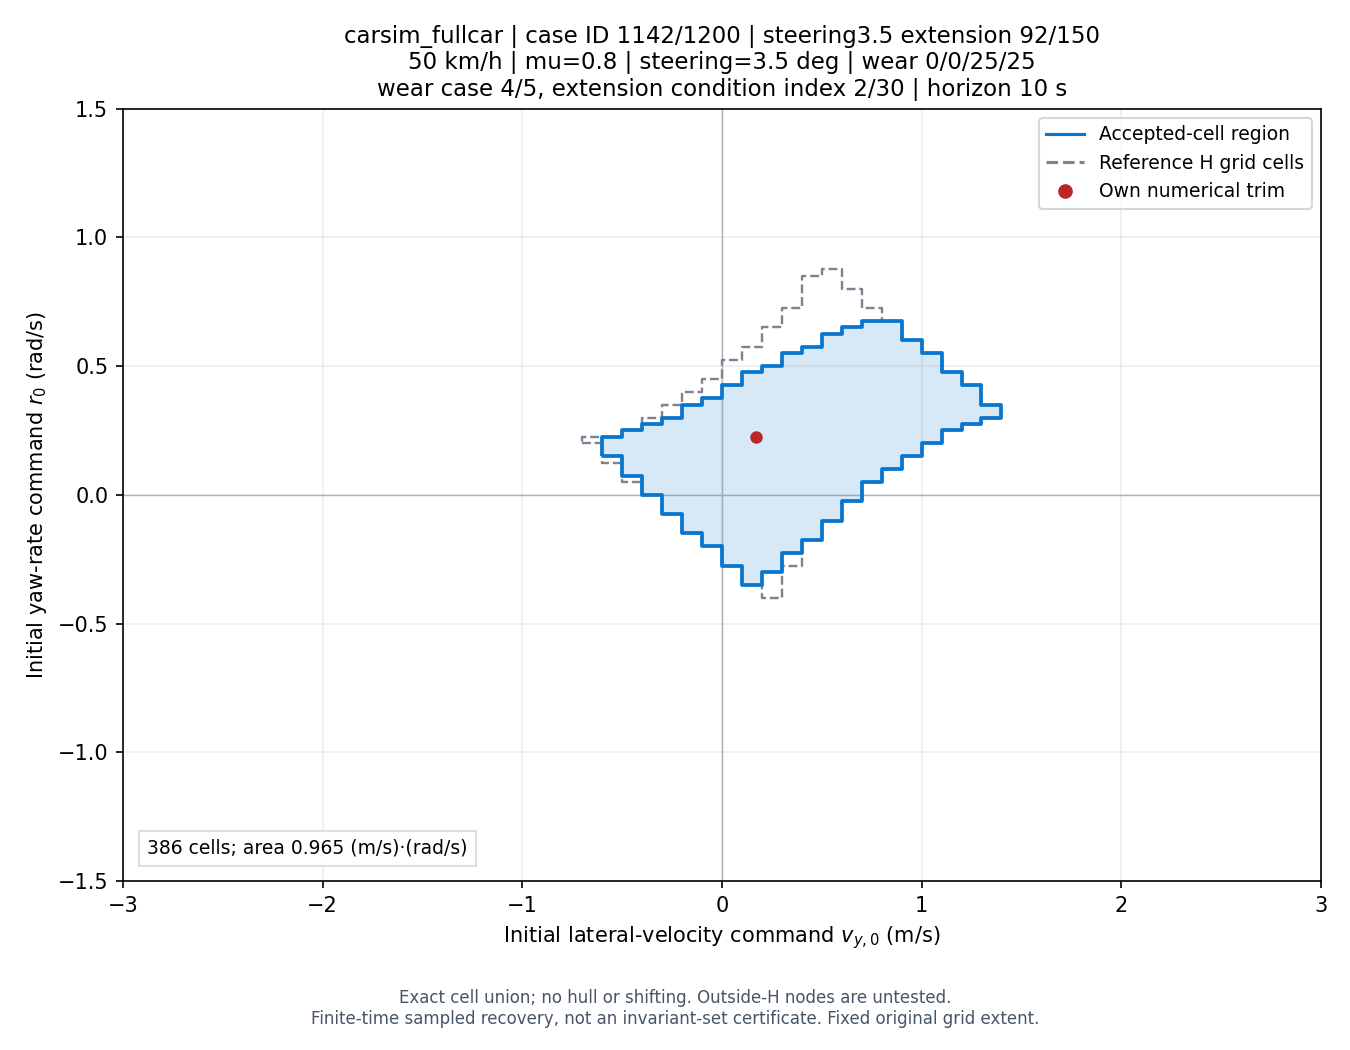 carsim_fullcar | case ID 1142/1200 | steering3.5 extension 92/150
50 km/h | mu=0.8 | steering=3.5 deg | wear 0/0/25/25
wear case 4/5, extension condition index 2/30 | horizon 10 s
Accepted-cell region
Reference H grid cells
Own numerical trim
1.5
1.0
0.5
0.0
−0.5
−1.0
−1.5
Initial yaw-rate command r₀ (rad/s)
386 cells; area 0.965 (m/s)·(rad/s)
−3
−2
−1
0
1
2
3
Initial lateral-velocity command v_{y,0} (m/s)
Exact cell union; no hull or shifting. Outside-H nodes are untested.
Finite-time sampled recovery, not an invariant-set certificate. Fixed original grid extent.